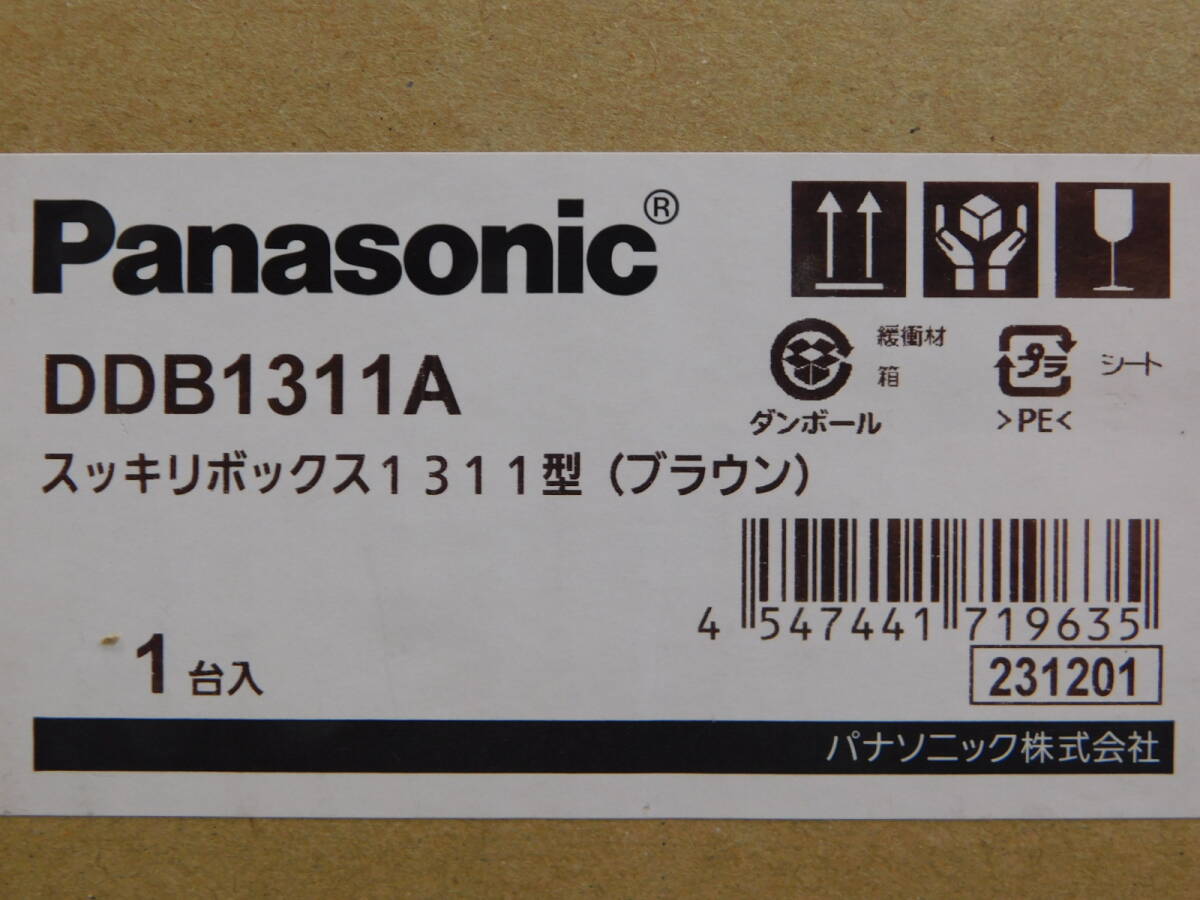 Panasonic®
DDB1311A
スッキリボックス１３１１型（ブラウン）
緩衝材
箱
ダンボール
プラ
シート
>PE<
4 547441 719635
231201
1 台入
パナソニック株式会社